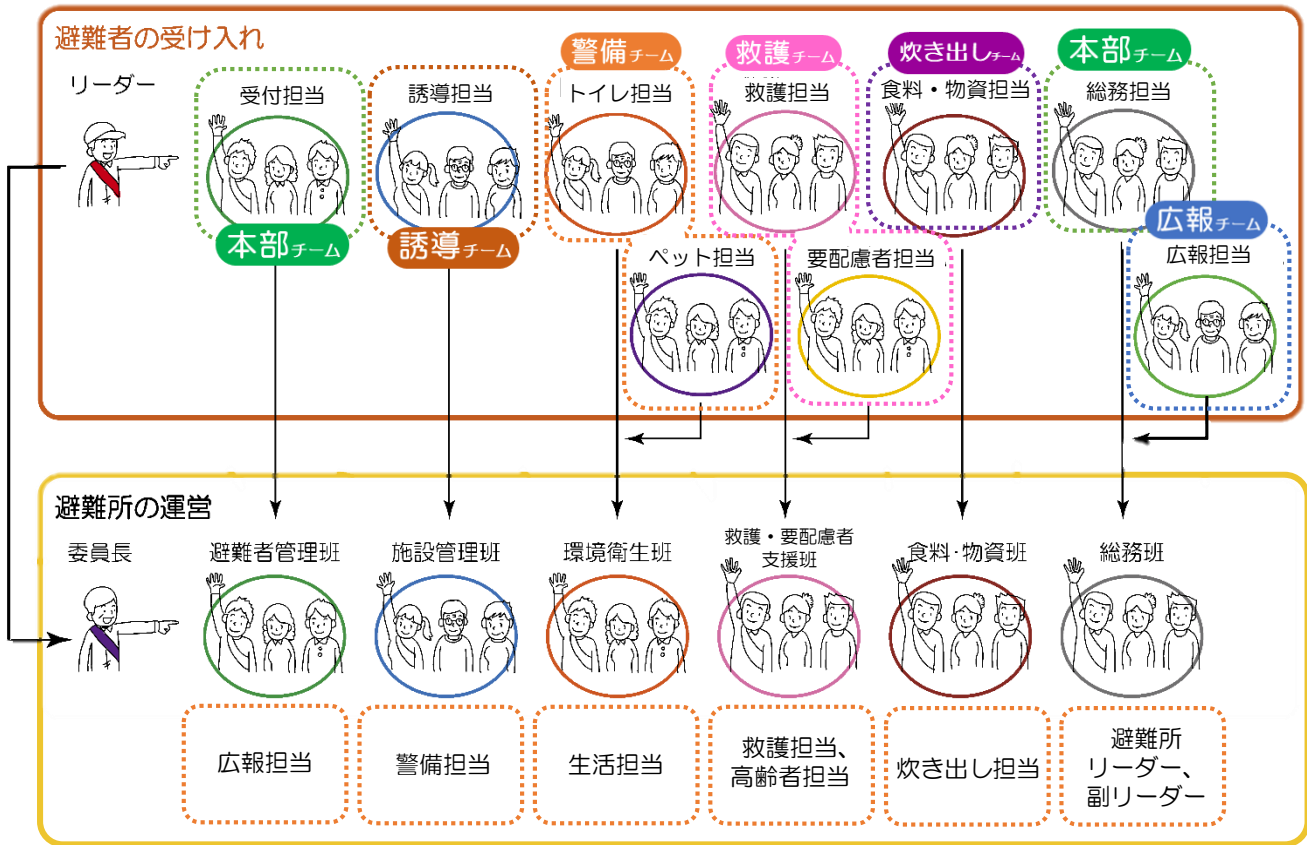 避難者の受け入れ
リーダー
受付担当
本部チーム
誘導担当
誘導チーム
警備チーム
トイレ担当
ペット担当
救護チーム
救護担当
要配慮者担当
炊き出しチーム
食料・物資担当
本部チーム
総務担当
広報チーム
広報担当
避難所の運営
委員長
避難者管理班
施設管理班
環境衛生班
救護・要配慮者
支援班
食料・物資班
総務班
広報担当
警備担当
生活担当
救護担当、
高齢者担当
炊き出し担当
避難所
リーダー、
副リーダー